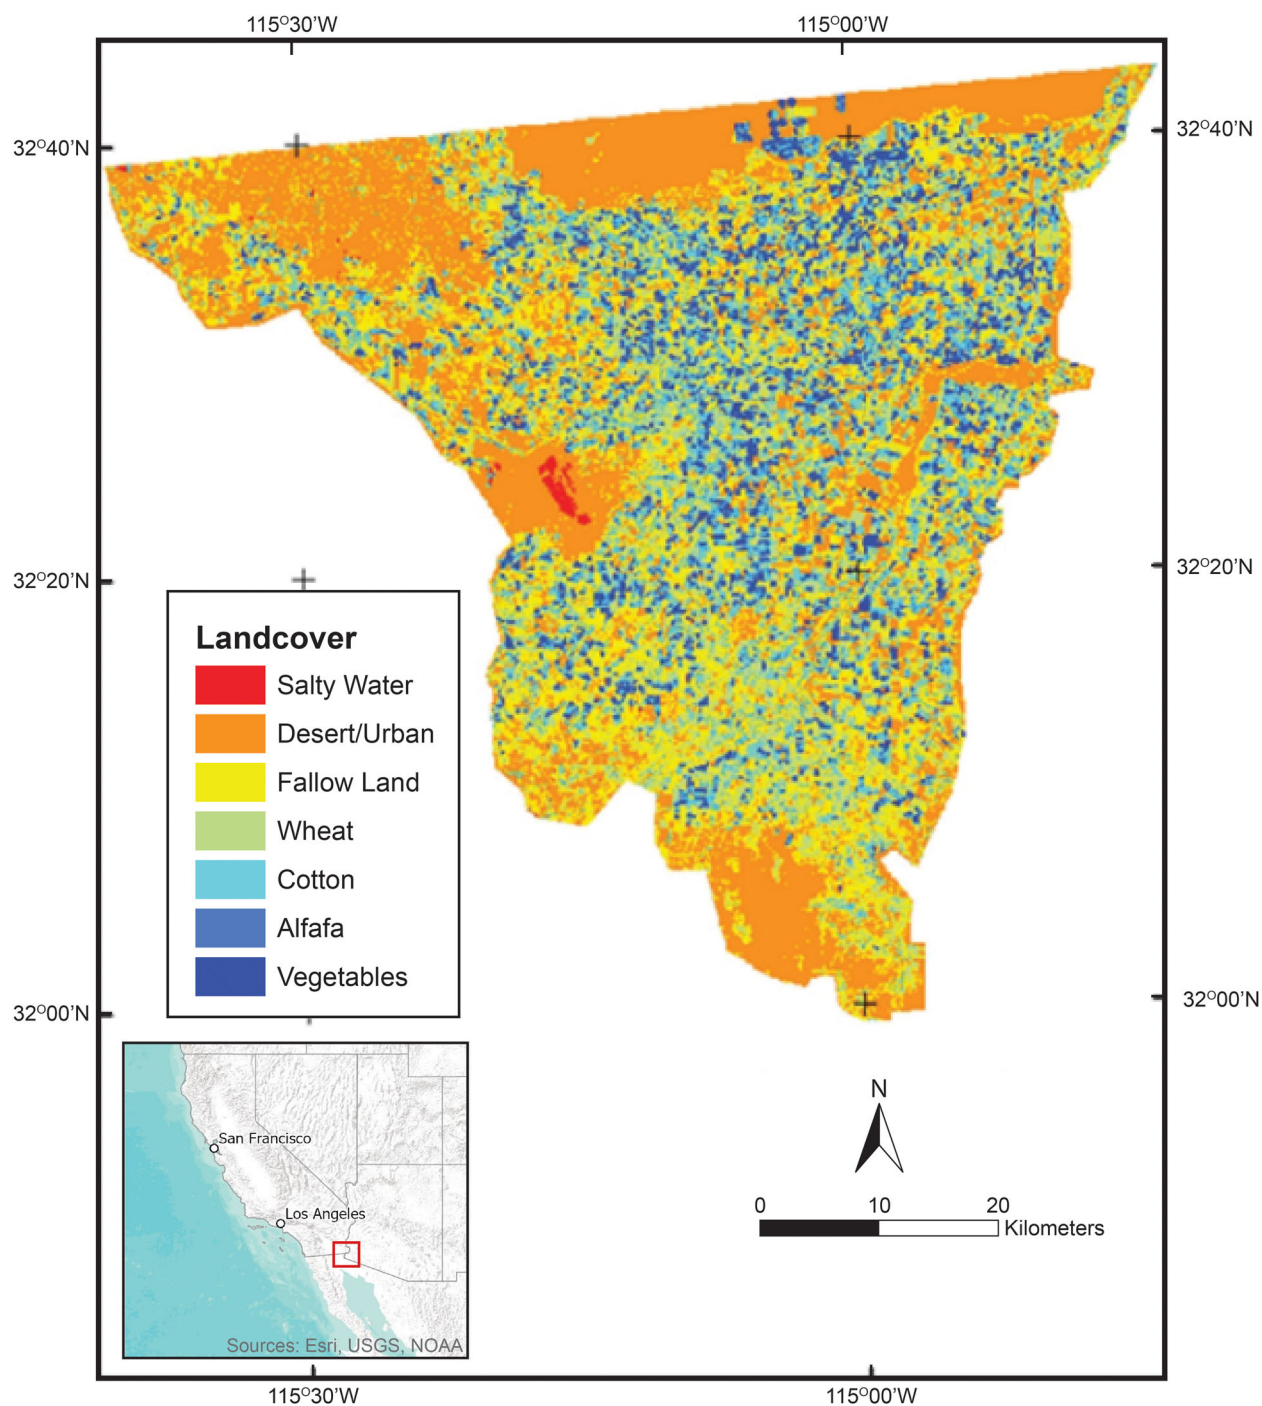 115°30'W 115°00'W
32°40'N 32°40'N
32°20'N 32°20'N
Landcover
Salty Water
Desert/Urban
Fallow Land
Wheat
Cotton
Alfafa
Vegetables
32°00'N 32°00'N
San Francisco
Los Angeles
Sources: Esri, USGS, NOAA
N
0 10 20
Kilometers
115°30'W 115°00'W